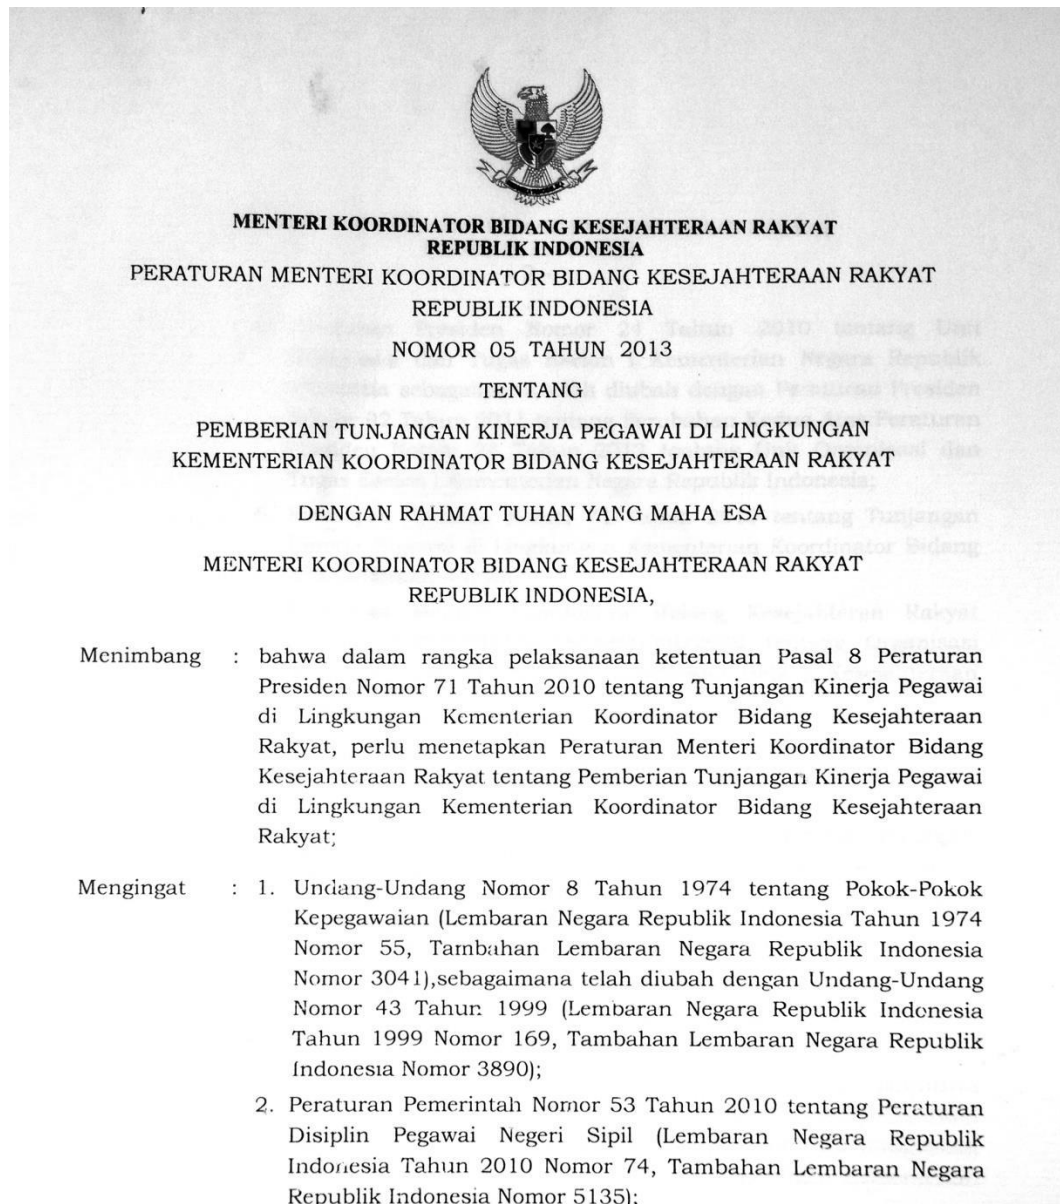 MENTERI KOORDINATOR BIDANG KESEJAHTERAAN RAKYAT
REPUBLIK INDONESIA
PERATURAN MENTERI KOORDINATOR BIDANG KESEJAHTERAAN RAKYAT
REPUBLIK INDONESIA
NOMOR 05 TAHUN 2013
TENTANG
PEMBERIAN TUNJANGAN KINERJA PEGAWAI DI LINGKUNGAN
KEMENTERIAN KOORDINATOR BIDANG KESEJAHTERAAN RAKYAT
DENGAN RAHMAT TUHAN YANG MAHA ESA
MENTERI KOORDINATOR BIDANG KESEJAHTERAAN RAKYAT
REPUBLIK INDONESIA,
Menimbang : bahwa dalam rangka pelaksanaan ketentuan Pasal 8 Peraturan
Presiden Nomor 71 Tahun 2010 tentang Tunjangan Kinerja Pegawai
di Lingkungan Kementerian Koordinator Bidang Kesejahteraan
Rakyat, perlu menetapkan Peraturan Menteri Koordinator Bidang
Kesejahteraan Rakyat tentang Pemberian Tunjangan Kinerja Pegawai
di Lingkungan Kementerian Koordinator Bidang Kesejahteraan
Rakyat;
Mengingat : 1. Undang-Undang Nomor 8 Tahun 1974 tentang Pokok-Pokok
Kepegawaian (Lembaran Negara Republik Indonesia Tahun 1974
Nomor 55, Tambahan Lembaran Negara Republik Indonesia
Nomor 3041),sebagaimana telah diubah dengan Undang-Undang
Nomor 43 Tahun 1999 (Lembaran Negara Republik Indonesia
Tahun 1999 Nomor 169, Tambahan Lembaran Negara Republik
Indonesia Nomor 3890);
2. Peraturan Pemerintah Nomor 53 Tahun 2010 tentang Peraturan
Disiplin Pegawai Negeri Sipil (Lembaran Negara Republik
Indonesia Tahun 2010 Nomor 74, Tambahan Lembaran Negara
Republik Indonesia Nomor 5135);